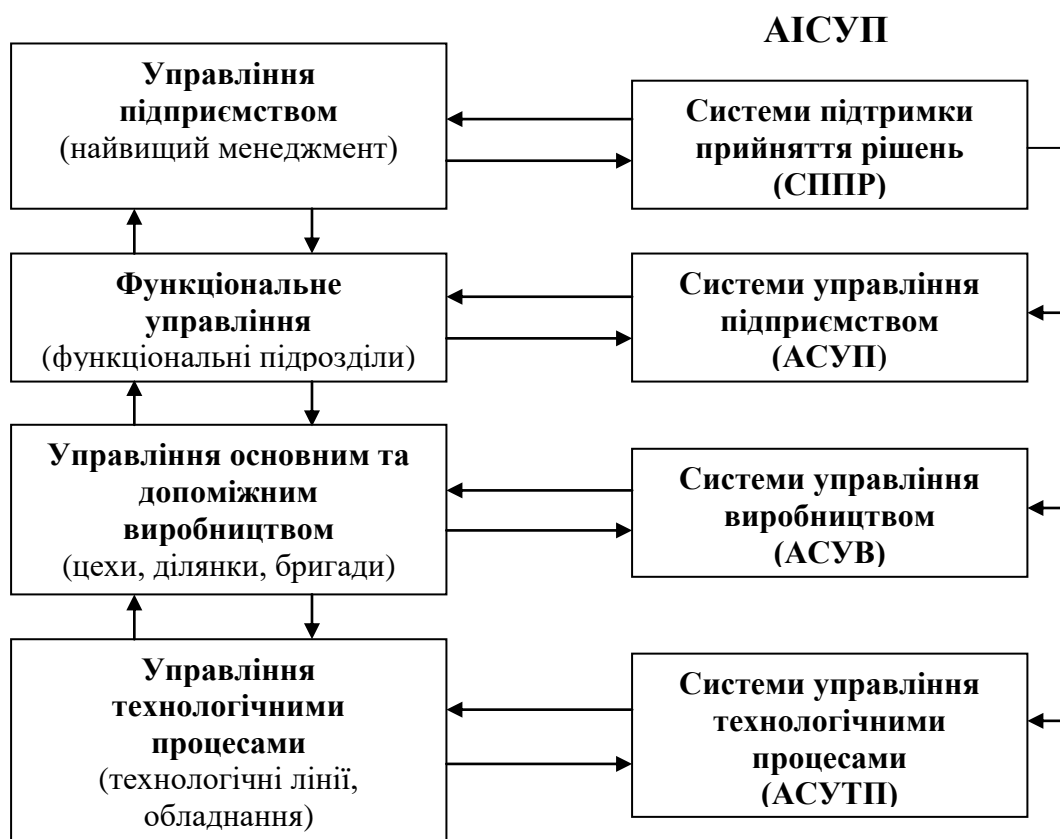 АІСУП
Управління
підприємством
(найвищий менеджмент)
Системи підтримки
прийняття рішень
(СППР)
Функціональне
управління
(функціональні підрозділи)
Системи управління
підприємством
(АСУП)
Управління основним та
допоміжним
виробництвом
(цехи, ділянки, бригади)
Системи управління
виробництвом
(АСУВ)
Управління
технологічними
процесами
(технологічні лінії,
обладнання)
Системи управління
технологічними
процесами
(АСУТП)